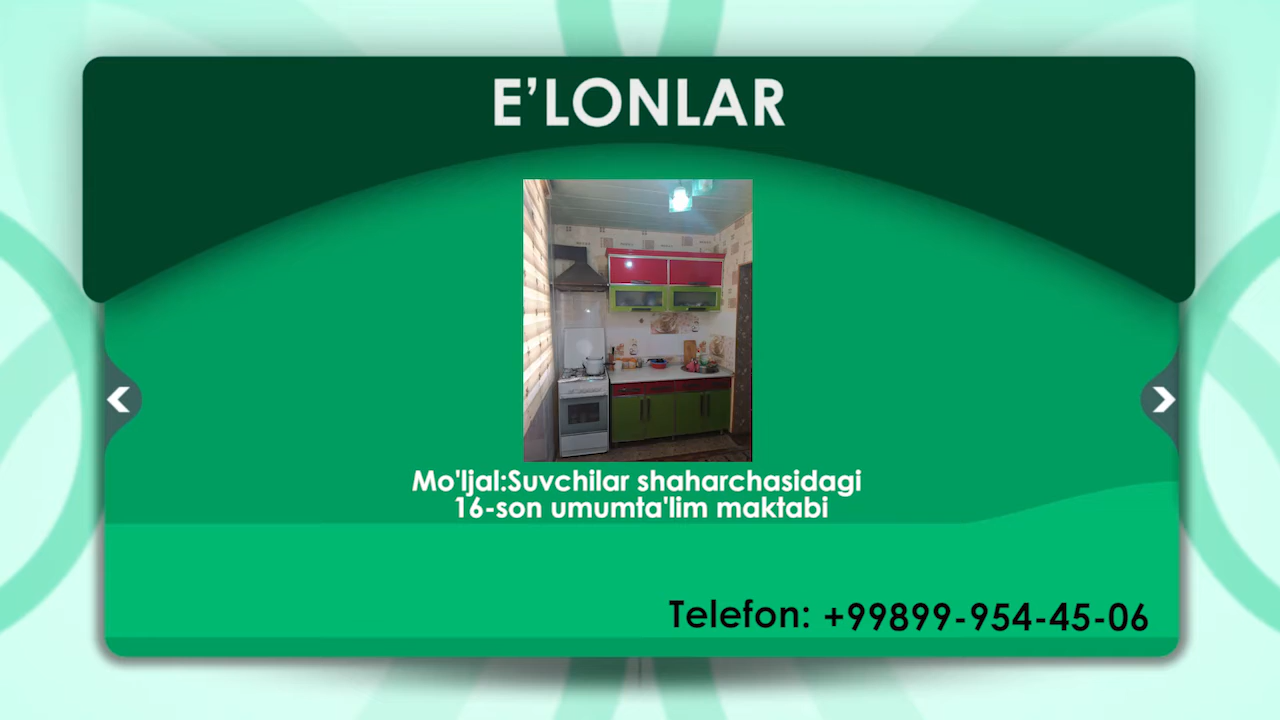 E’LONLAR
Mo'ljal:Suvchilar shaharchasidagi
16-son umumta'lim maktabi
Telefon: +99899-954-45-06